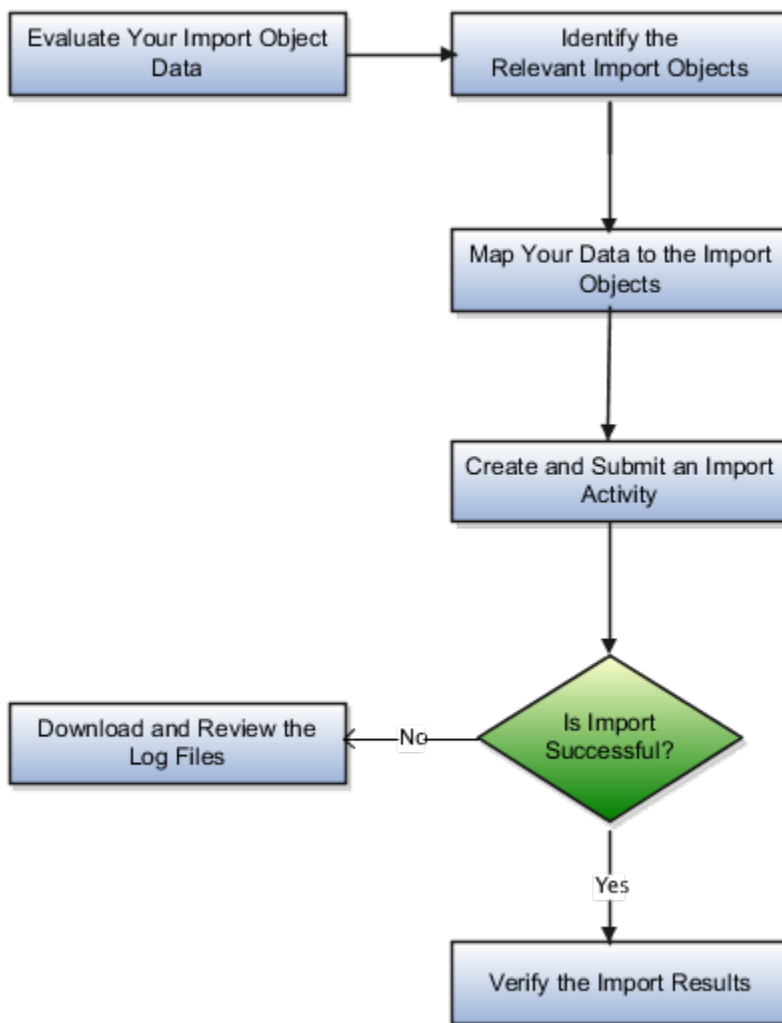 Evaluate Your Import Object
Data
Identify the
Relevant Import Objects
Map Your Data to the Import
Objects
Create and Submit an Import
Activity
Is Import
Successful?
No
Download and Review the
Log Files
Yes
Verify the Import Results